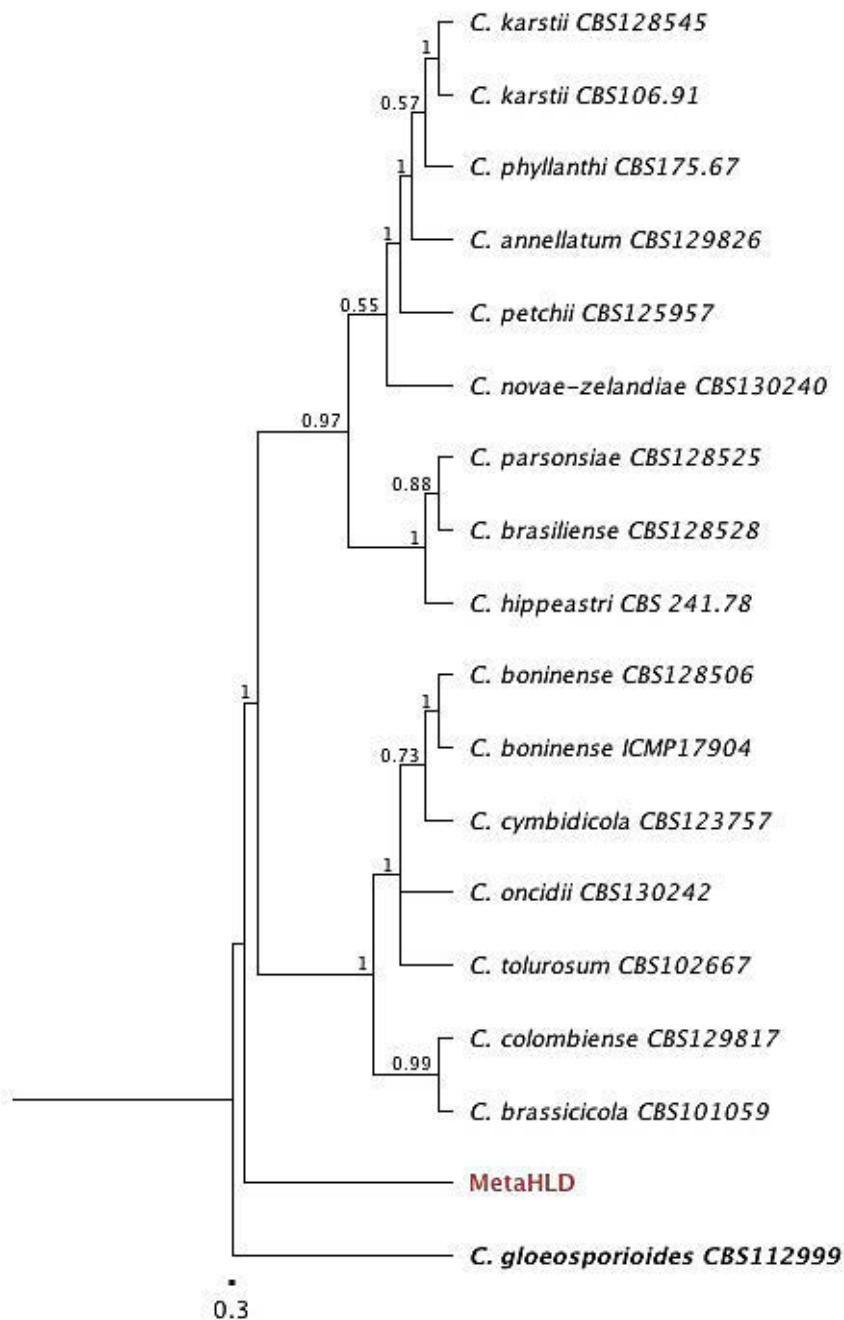 C. karstii CBS128545
1
C. karstii CBS106.91
0.57
C. phyllanthi CBS175.67
1
C. annellatum CBS129826
1
C. petchii CBS125957
0.55
C. novae-zelandiae CBS130240
0.97
C. parsonsiae CBS128525
0.88
C. brasiliense CBS128528
1
C. hippeastri CBS 241.78
C. boninense CBS128506
1
1
C. boninense ICMP17904
0.73
C. cymbidicola CBS123757
1
C. oncidii CBS130242
C. tolurosum CBS102667
1
C. colombiense CBS129817
0.99
C. brassicicola CBS101059
MetaHLD
C. gloeosporioides CBS112999
0.3